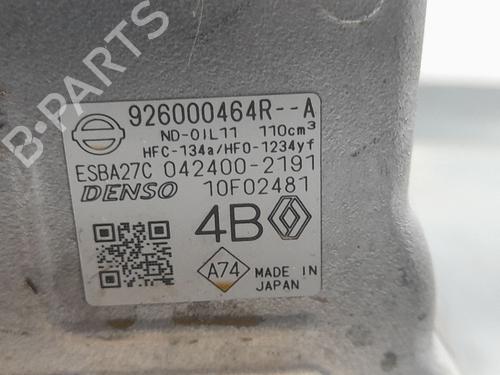 926000464R--A
ND-OIL11 110cm³
HFC-134a/HFO-1234yf
ESBA27C 042400-2191
DENSO 10F02481
4B
A74 MADE IN
JAPAN
B-PARTS